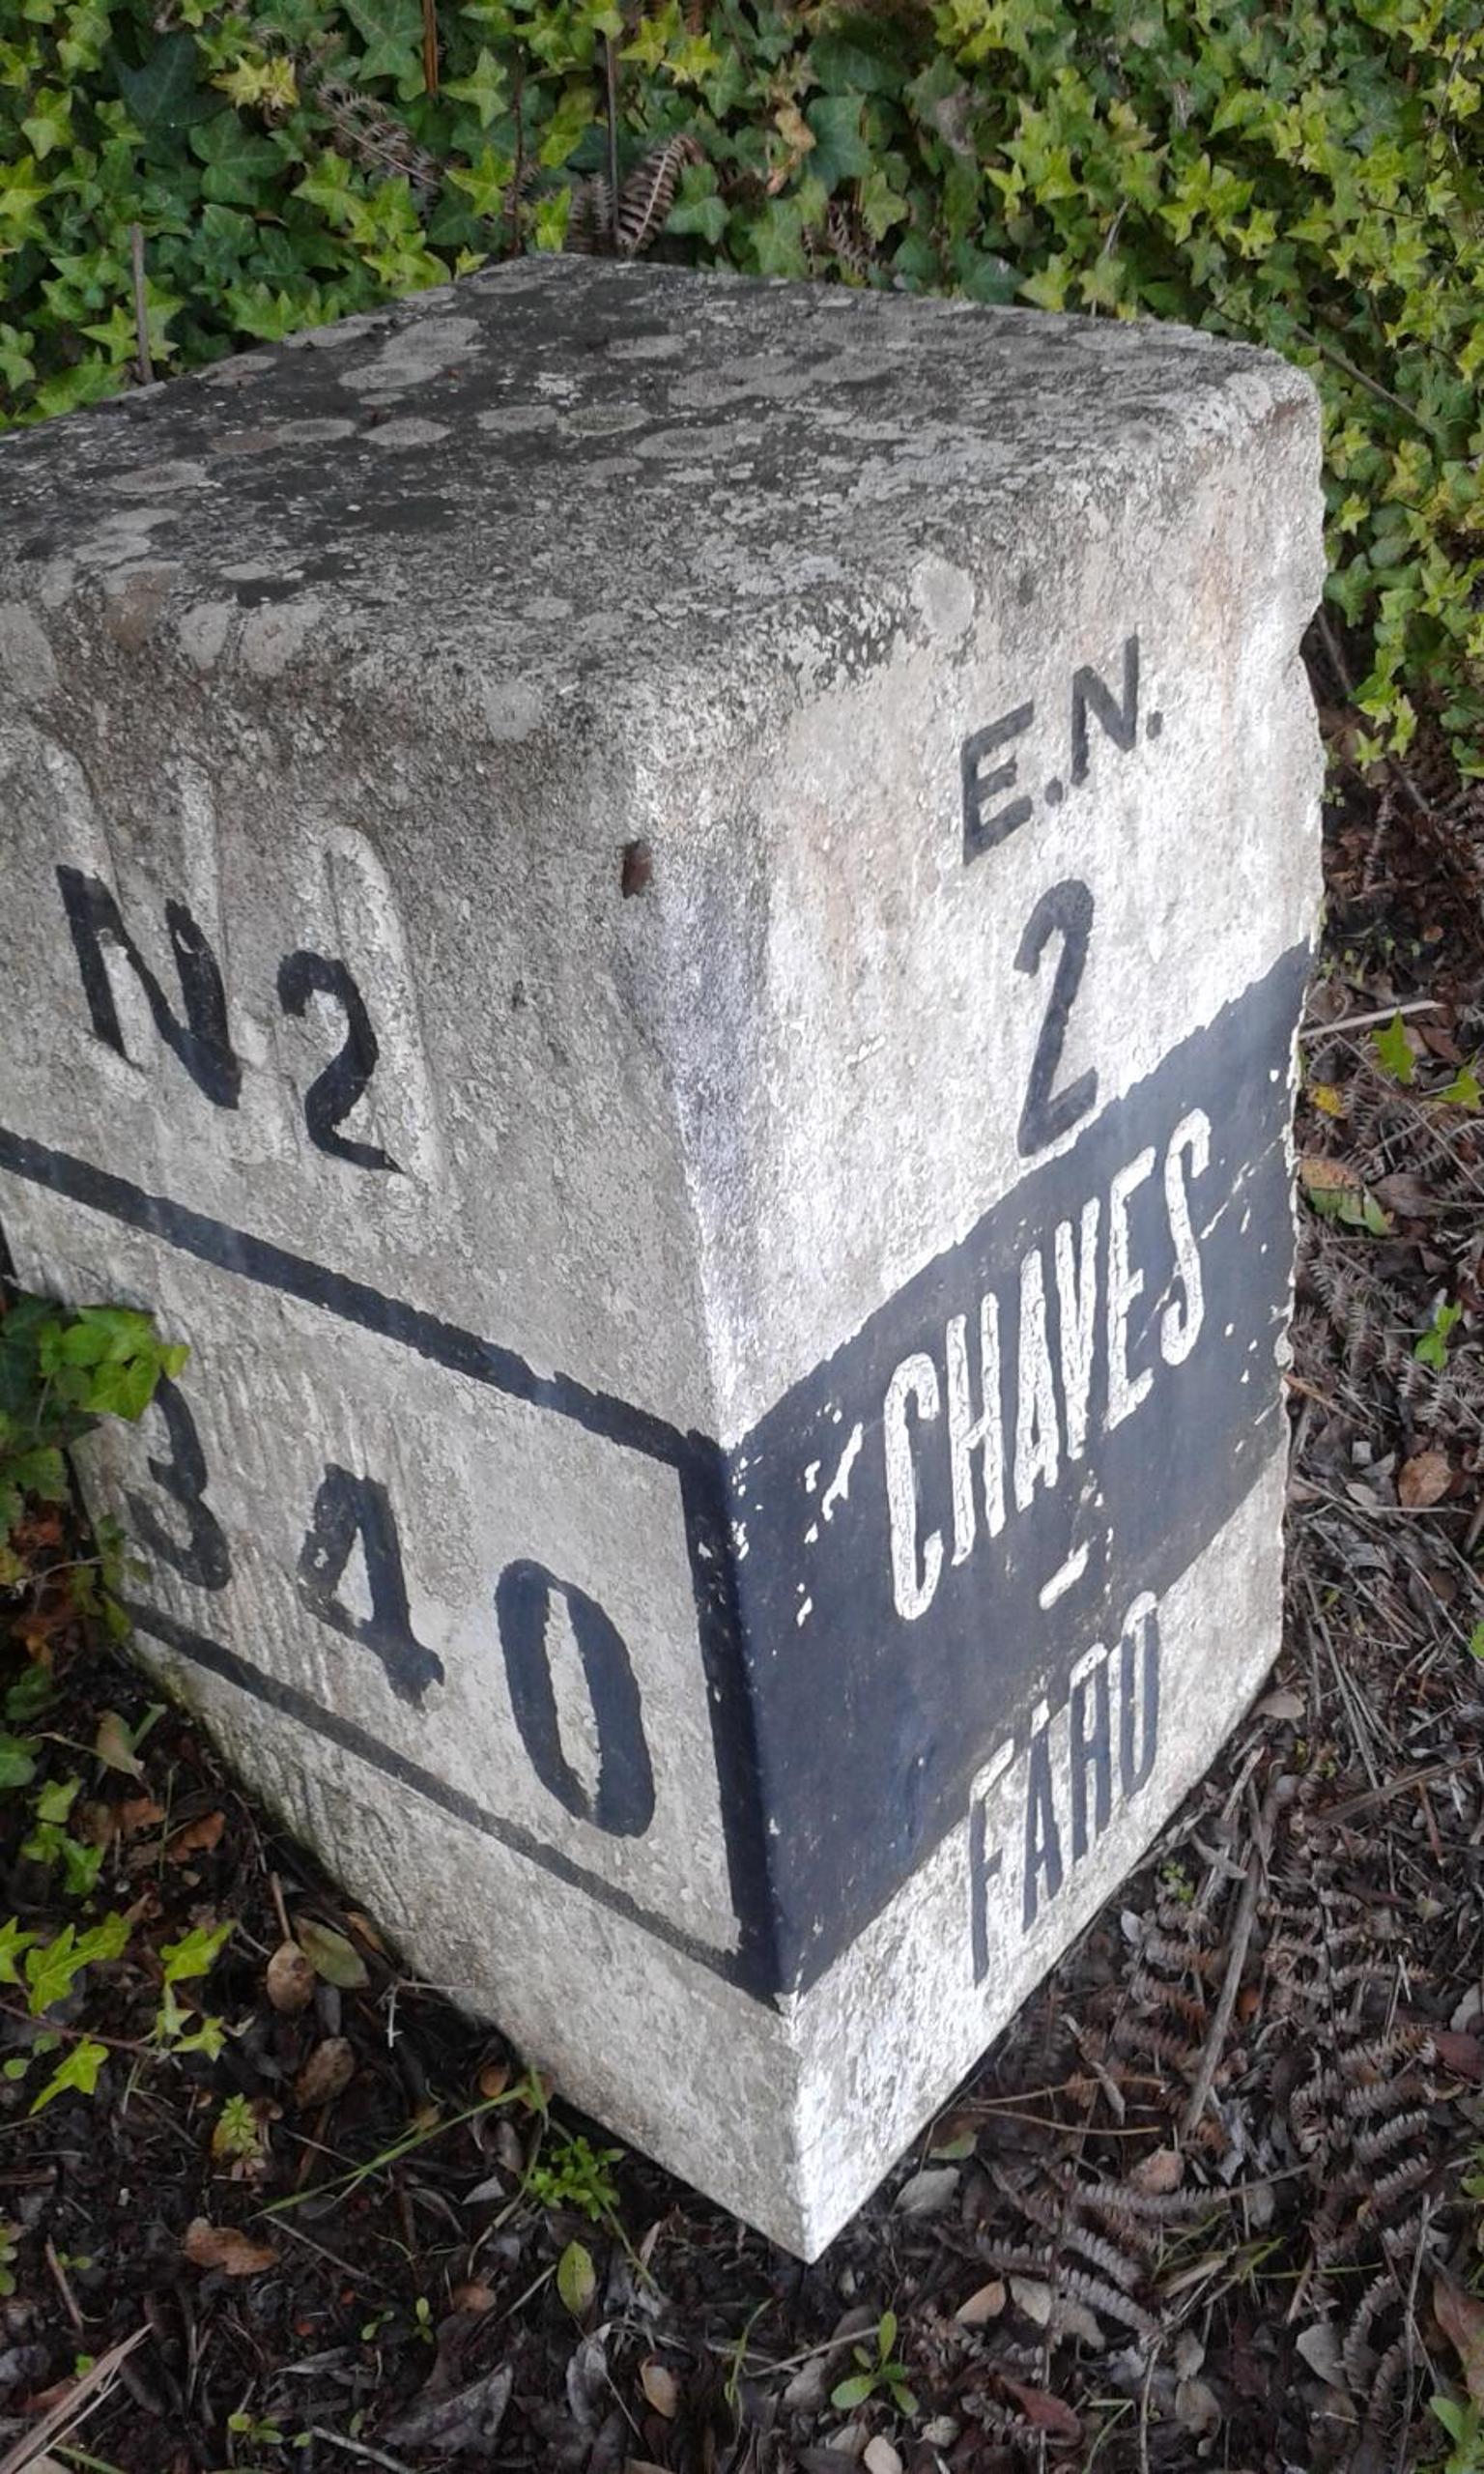 N2
340
E.N.
2
CHAVES
-
FARO